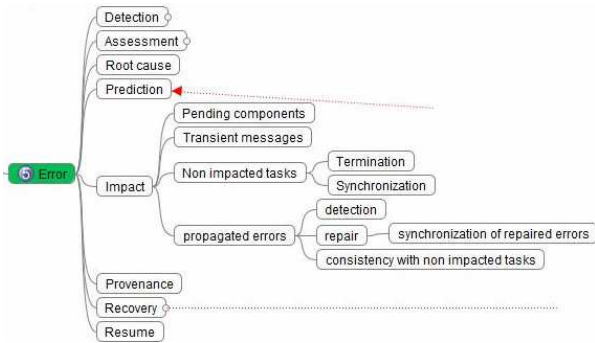 Detection
Assessment
Root cause
Prediction
Pending components
Transient messages
Termination
Non impacted tasks
5 Error
Synchronization
Impact
detection
propagated errors
repair
synchronization of repaired errors
consistency with non impacted tasks
Provenance
Recovery
Resume